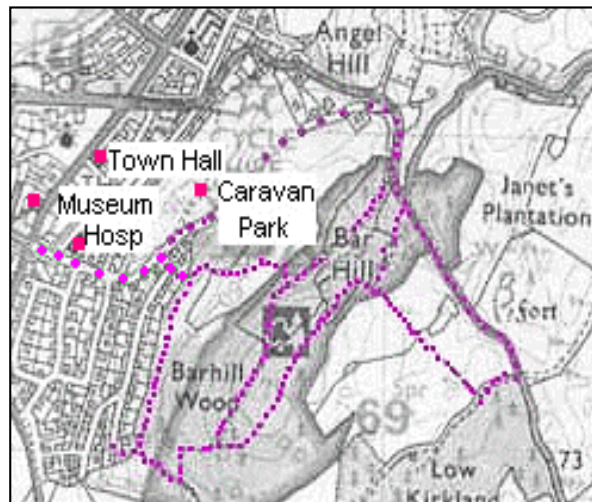 Angel
Hill
Town Hall
Caravan
Park
Museum
Hosp
Janet's
Plantation
Bar
Hill
Fort
Barhill
Wood
Spr
69
73
Low
Kirkland